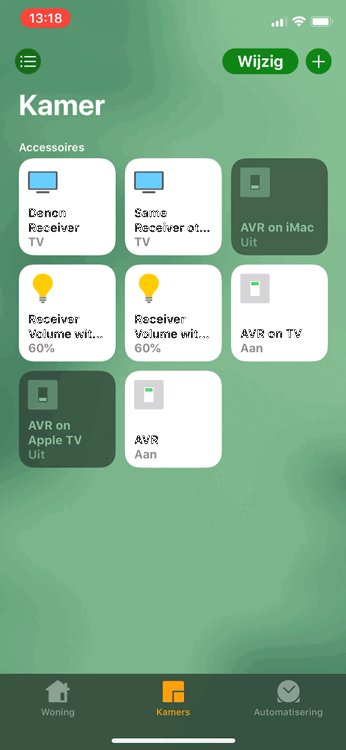 13:18
Wijzig
Kamer
Accessoires
Denon
Receiver
TV
Same
Receiver ot...
TV
AVR on iMac
Uit
Receiver
Volume wit...
60%
Receiver
Volume wit...
60%
AVR on TV
Aan
AVR on
Apple TV
Uit
AVR
Aan
Woning
Kamers
Automatisering